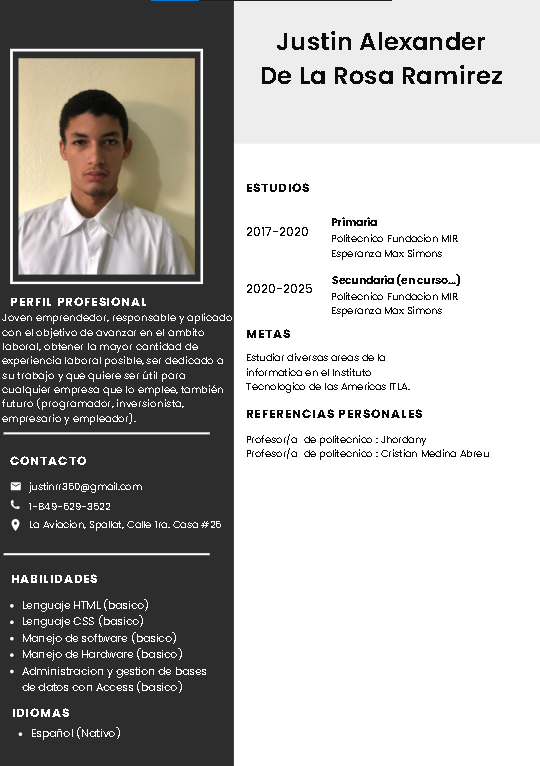 Justin Alexander
De La Rosa Ramirez
PERFIL PROFESIONAL
Joven emprendedor, responsable y aplicado
con el objetivo de avanzar en el ambito
laboral, obtener la mayor cantidad de
experiencia laboral posible, ser dedicado a
su trabajo y que quiere ser útil para
cualquier empresa que lo emplee, también
futuro (programador, inversionista,
empresario y empleador).
CONTACTO
justinrr350@gmail.com
1-849-629-3522
La Aviacion, Spallat, Calle 1ra. Casa #26
HABILIDADES
Lenguaje HTML (basico)
Lenguaje CSS (basico)
Manejo de software (basico)
Manejo de Hardware (basico)
Administracion y gestion de bases
de datos con Access (basico)
IDIOMAS
Español (Nativo)
ESTUDIOS
2017-2020
Primaria
Politecnico Fundacion MIR
Esperanza Max Simons
2020-2025
Secundaria (en curso...)
Politecnico Fundacion MIR
Esperanza Max Simons
METAS
Estudiar diversas areas de la
informatica en el Instituto
Tecnologico de las Americas ITLA.
REFERENCIAS PERSONALES
Profesor/a de politecnico : Jhordany
Profesor/a de politecnico : Cristian Medina Abreu